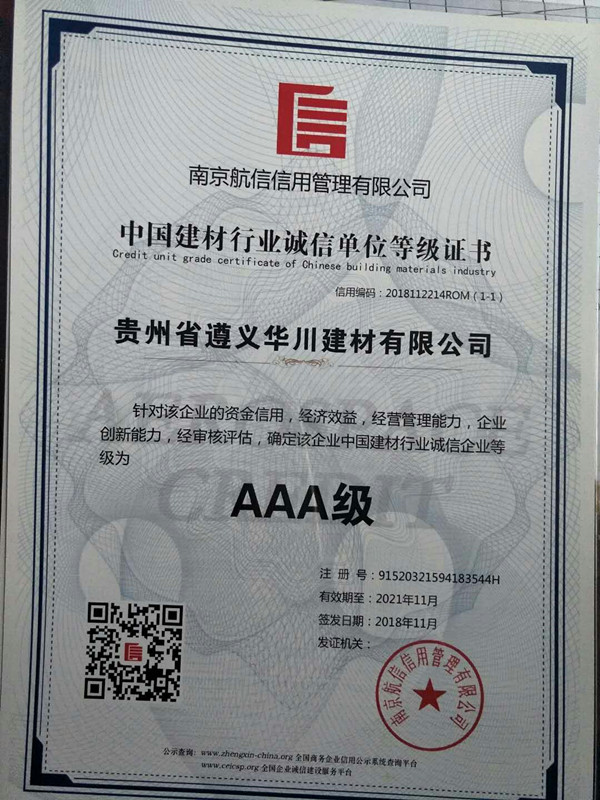 南京航信信用管理有限公司
中国建材行业诚信单位等级证书
Credit unit grade certificate of Chinese building materials industry
信用编码：2018112214ROM（1-1）
贵州省遵义华川建材有限公司
针对该企业的资金信用，经济效益，经营管理能力，企业
创新能力，经审核评估，确定该企业中国建材行业诚信企业等
级为
AAA级
CREDIT
注 册 号：91520321594183544H
有效期至：2021年11月
签发日期：2018年11月
发证机关：
南京航信信用管理有限公司
公示查询：www.zhengxin-china.org 全国商务企业信用公示系统查询平台
www.ceicsp.org 全国企业诚信建设服务平台